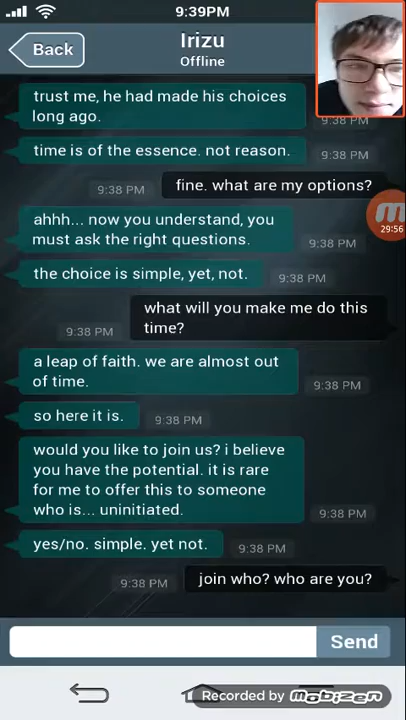 9:39PM
Back
Irizu
Offline
trust me, he had made his choices
long ago.
9:38 PM
time is of the essence. not reason.
9:38 PM
9:38 PM
fine. what are my options?
ahhh... now you understand, you
must ask the right questions.
9:38 PM
29:56
the choice is simple, yet, not.
9:38 PM
what will you make me do this
time?
9:38 PM
a leap of faith. we are almost out
of time.
9:38 PM
so here it is.
9:38 PM
would you like to join us? i believe
you have the potential. it is rare
for me to offer this to someone
who is... uninitiated.
9:38 PM
yes/no. simple. yet not.
9:38 PM
9:38 PM
join who? who are you?
Send
Recorded by mobizen